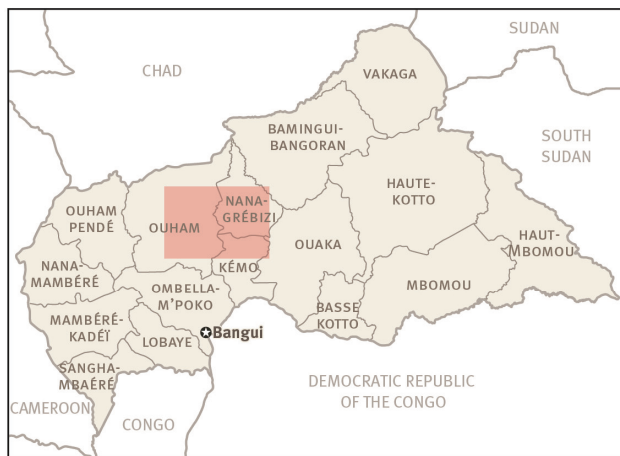 SUDAN
CHAD
VAKAGA
BAMINGUI-
BANGORAN
SOUTH
SUDAN
HAUTE-
KOTTO
NANA-
GRÉBIZI
OUHAM
PENDÉ
OUHAM
OUAKA
HAUT-
MBOMOU
KÉMO
NANA-
MAMBÉRÉ
OMBELLA-
M'POKO
MBOMOU
BASSE
KOTTO
MAMBÉRÉ-
KADÉÏ
LOBAYE
Bangui
SANGHA-
MBAÉRÉ
DEMOCRATIC REPUBLIC
OF THE CONGO
CAMEROON
CONGO